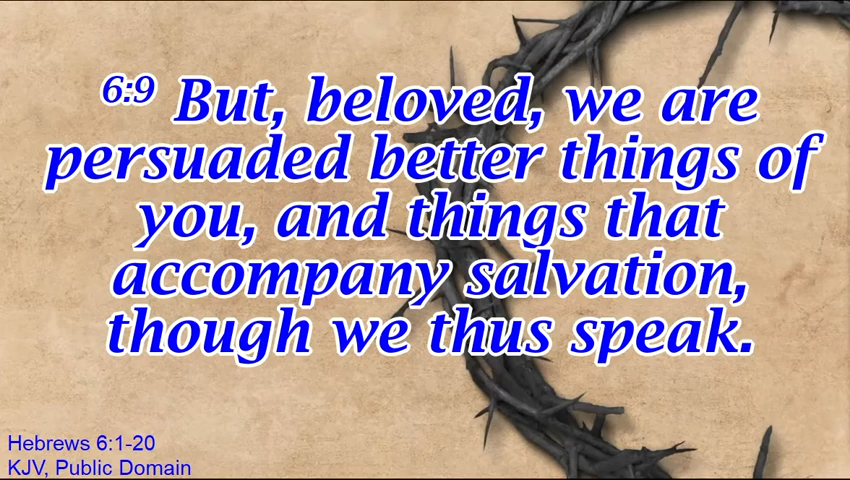 6:9 But, beloved, we are
persuaded better things of
you, and things that
accompany salvation,
though we thus speak.
Hebrews 6:1-20
KJV, Public Domain